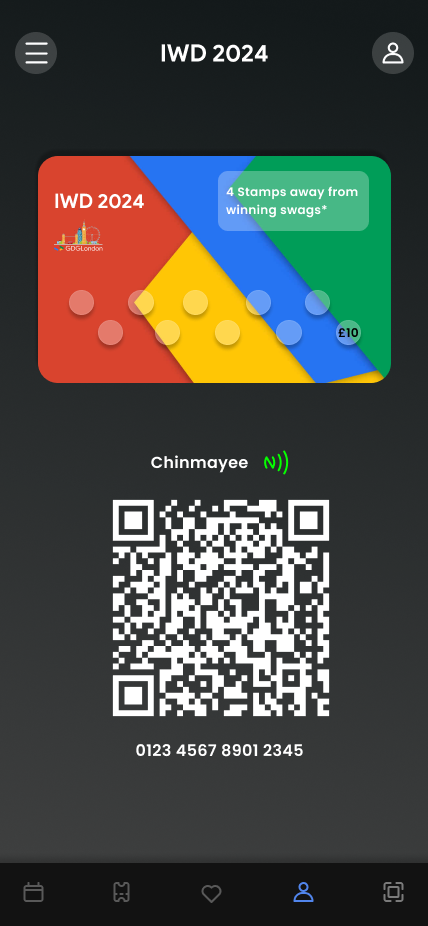 IWD 2024
IWD 2024
4 Stamps away from
winning swags*
GDGLondon
£10
Chinmayee
0123 4567 8901 2345